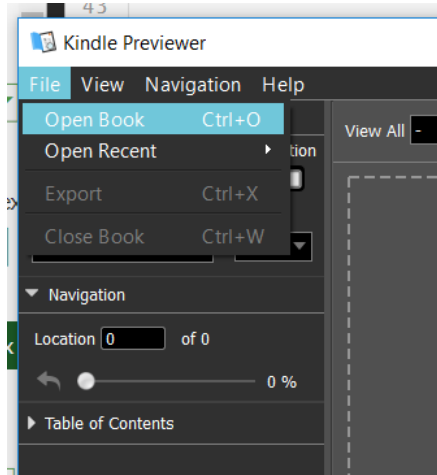 43
Kindle Previewer
File View Navigation Help
Open Book Ctrl+O
Open Recent
Export Ctrl+X
Close Book Ctrl+W
View All -
Navigation
Location 0 of 0
0 %
Table of Contents